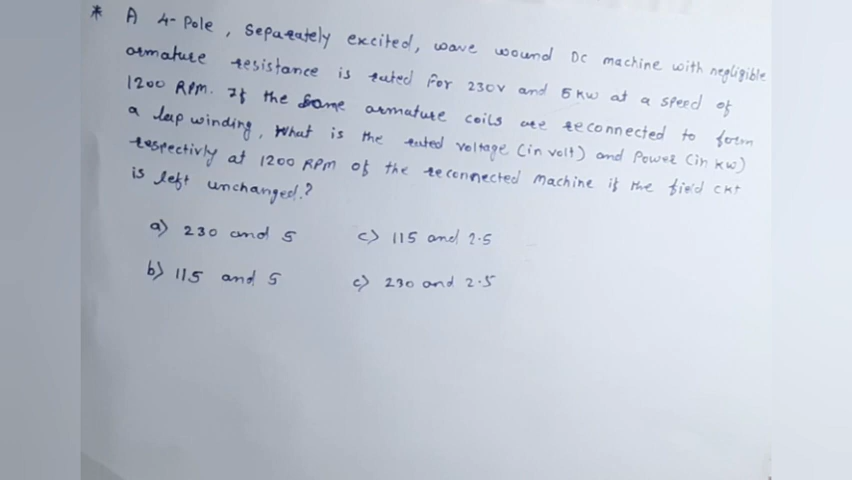 * A 4-Pole, Separately excited, wave wound DC machine with negligible
armature resistance is rated for 230V and 5KW at a speed of
1200 RPM. If the Same armature coils are reconnected to form
a lap winding, What is the rated voltage (in volt) and Power (in KW)
respectivly at 1200 RPM of the reconnected machine if the field CKT
is left unchanged.?
a) 230 and 5 c) 115 and 2.5
b) 115 and 5 c) 230 and 2.5